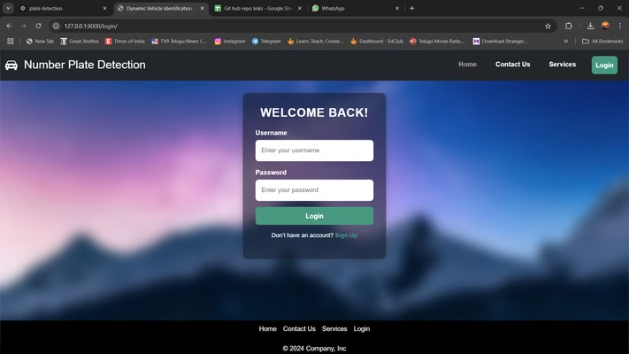 plate detection
Dynamic Vehicle Identification
Git hub repo links - Google Sh
WhatsApp
127.0.0.1:8000/login/
New Tab
Great Andhra
Times of India
TV9 Telugu News: L...
Instagram
Telegram
Learn. Teach. Create...
Dashboard - EdClub
Telugu Movie Ratin...
Download Stranger...
All Bookmarks
Number Plate Detection
Home
Contact Us
Services
Login
WELCOME BACK!
Username
Enter your username
Password
Enter your password
Login
Don't have an account? Sign Up
Home Contact Us Services Login
© 2024 Company, Inc